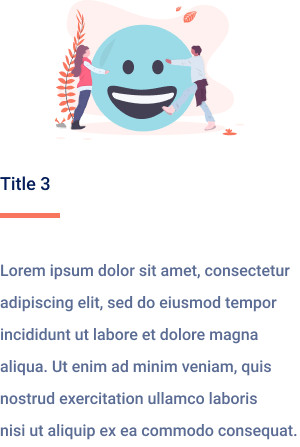 Title 3
Lorem ipsum dolor sit amet, consectetur
adipiscing elit, sed do eiusmod tempor
incididunt ut labore et dolore magna
aliqua. Ut enim ad minim veniam, quis
nostrud exercitation ullamco laboris
nisi ut aliquip ex ea commodo consequat.